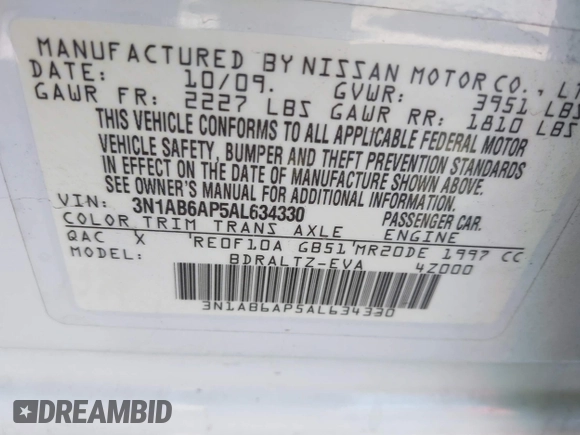 MANUFACTURED BY NISSAN MOTOR CO., LT
DATE: 10/09. GVWR: 3951 LBS
GAWR FR: 2227 LBS GAWR RR: 1810 LBS
THIS VEHICLE CONFORMS TO ALL APPLICABLE FEDERAL MOTOR
VEHICLE SAFETY, BUMPER AND THEFT PREVENTION STANDARDS
IN EFFECT ON THE DATE OF MANUFACTURE SHOWN ABOVE.
SEE OWNER'S MANUAL FOR ADDITIONAL INFORMATION.
VIN: 3N1AB6AP5AL634330 PASSENGER CAR.
COLOR TRIM TRANS AXLE ENGINE
QAC X RE0F10A GB51 MR20DE 1997 CC
BDRALTZ-EVA 4Z000
3N1AB6AP5AL634330
DREAMBID